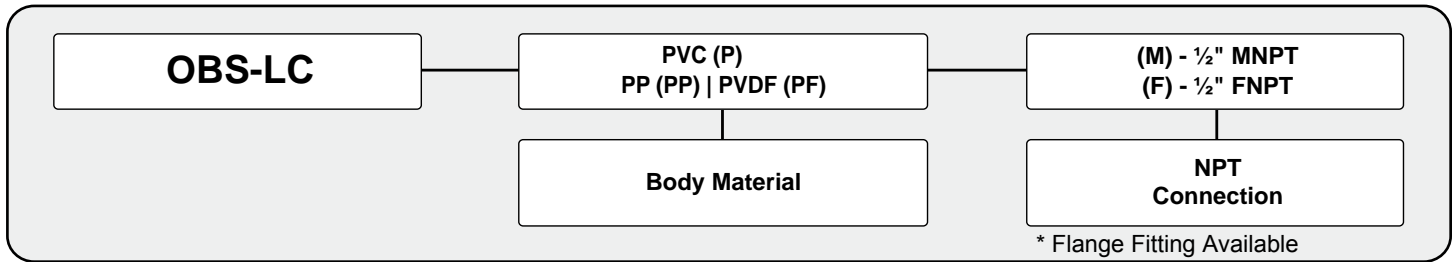 OBS-LC
PVC (P)
PP (PP) | PVDF (PF)
(M) - ½" MNPT
(F) - ½" FNPT
Body Material
NPT
Connection
* Flange Fitting Available